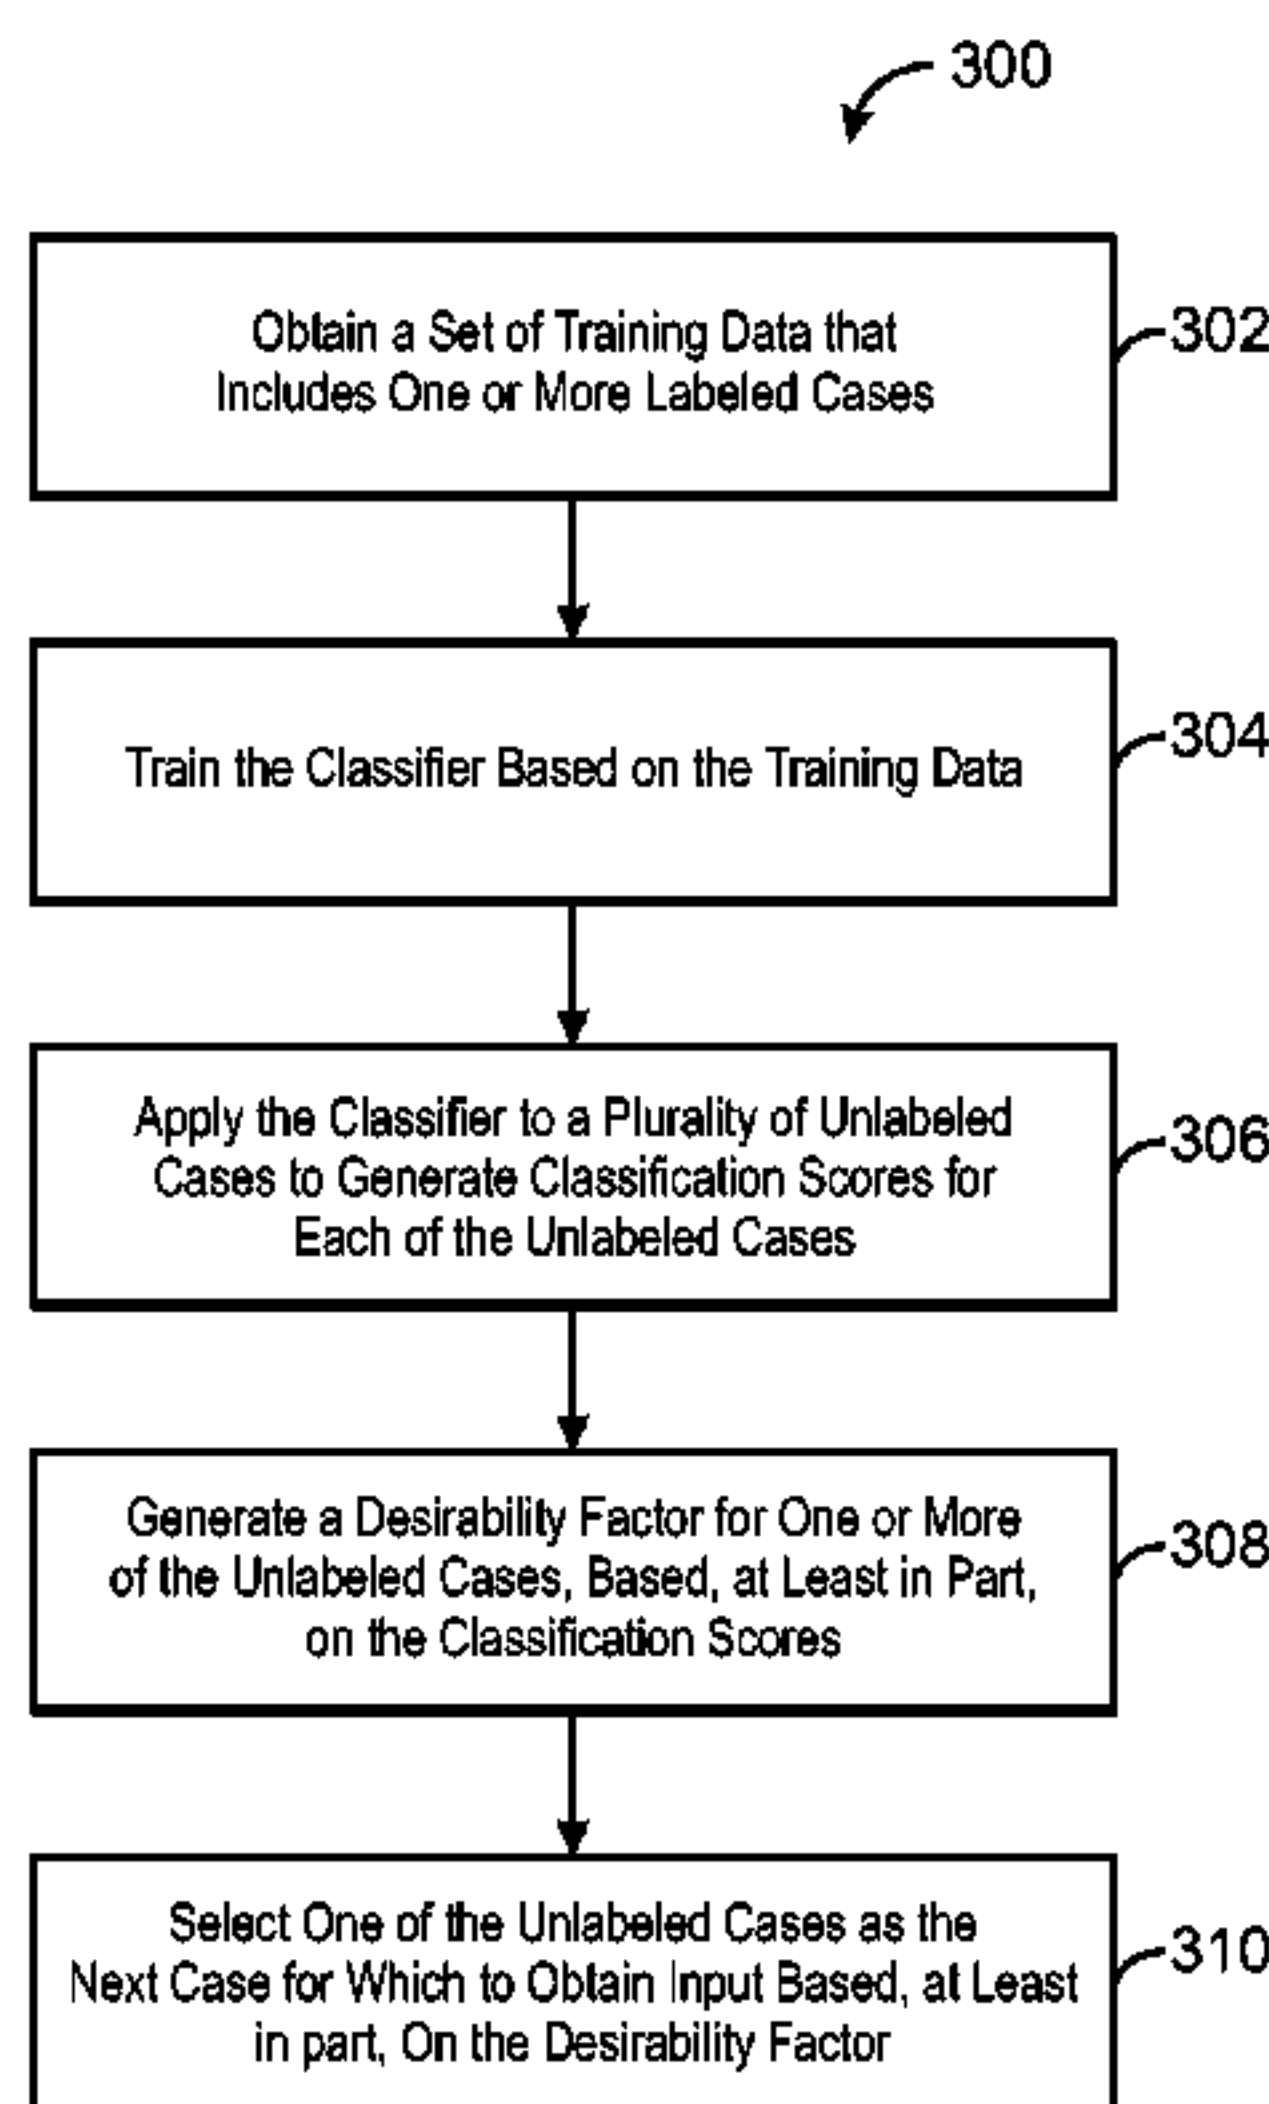 300
Obtain a Set of Training Data that
Includes One or More Labeled Cases
302
Train the Classifier Based on the Training Data
304
Apply the Classifier to a Plurality of Unlabeled
Cases to Generate Classification Scores for
Each of the Unlabeled Cases
306
Generate a Desirability Factor for One or More
of the Unlabeled Cases, Based, at Least in Part,
on the Classification Scores
308
Select One of the Unlabeled Cases as the
Next Case for Which to Obtain Input Based, at Least
in part, On the Desirability Factor
310